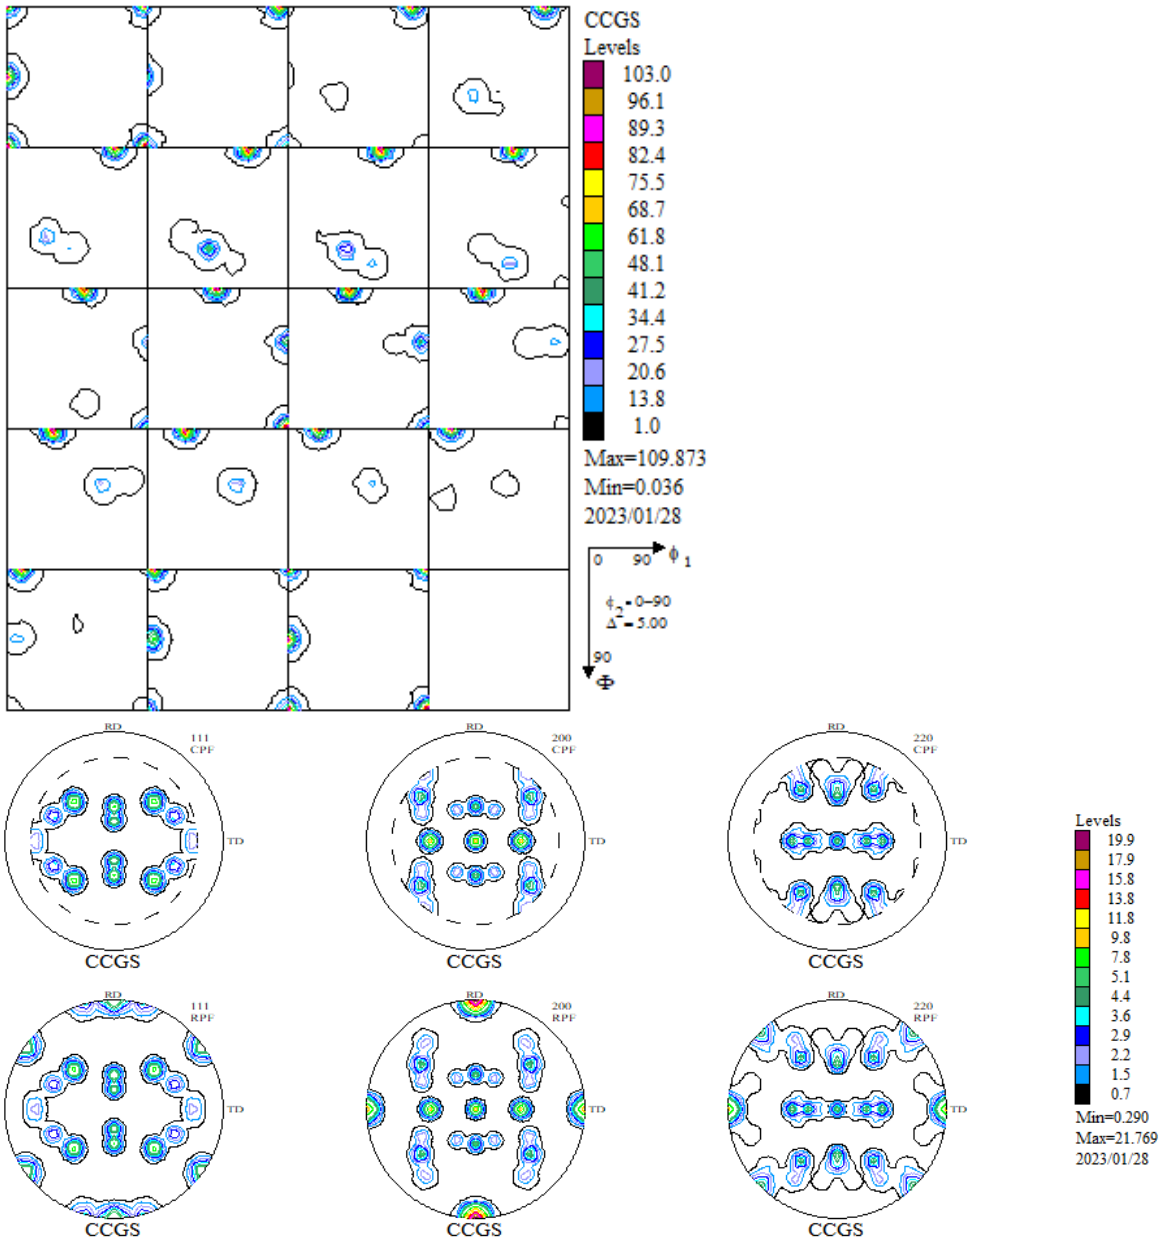 CCGS
Levels
103.0
96.1
89.3
82.4
75.5
68.7
61.8
48.1
41.2
34.4
27.5
20.6
13.8
1.0
Max=109.873
Min=0.036
2023/01/28
0 90 ϕ 1
ϕ2=0-90
Δ=5.00
90
Φ
RD
111
CPF
TD
CCGS
RD
200
CPF
TD
CCGS
RD
220
CPF
TD
Levels
19.9
17.9
15.8
13.8
11.8
9.8
7.8
5.1
4.4
3.6
2.9
2.2
1.5
0.7
Min=0.290
Max=21.769
2023/01/28
CCGS
RD
111
RPF
TD
CCGS
RD
200
RPF
TD
CCGS
RD
220
RPF
TD
CCGS